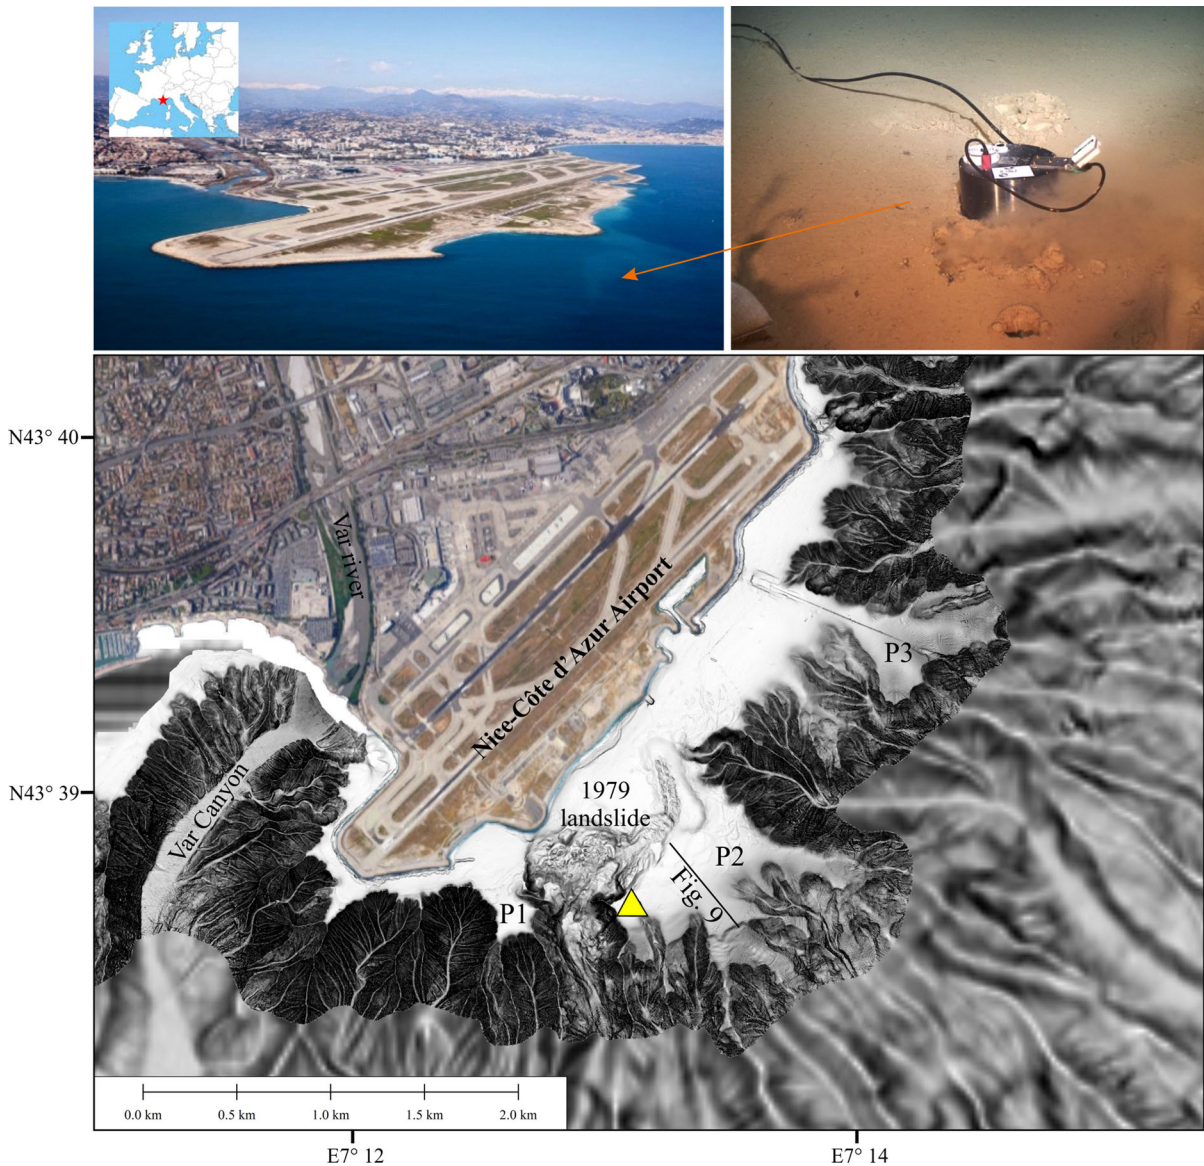 N43° 40
Var river
Nice-Côte d'Azur Airport
P3
N43° 39
Var Canyon
1979
landslide
P2
Fig. 9
P1
0.0 km
0.5 km
1.0 km
1.5 km
2.0 km
E7° 12
E7° 14